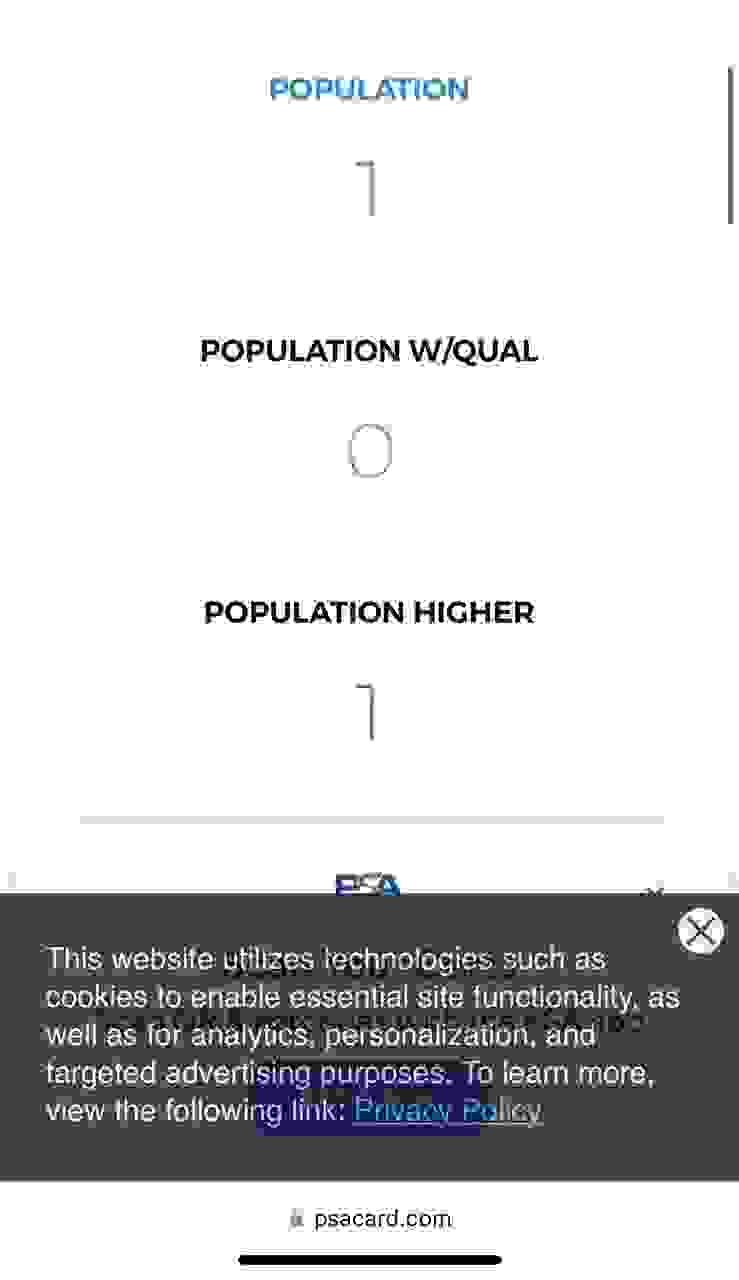 POPULATION
1
POPULATION W/QUAL
0
POPULATION HIGHER
1
PSA
This website utilizes technologies such as
cookies to enable essential site functionality, as
well as for analytics, personalization, and
targeted advertising purposes. To learn more,
view the following link: Privacy Policy
psacard.com